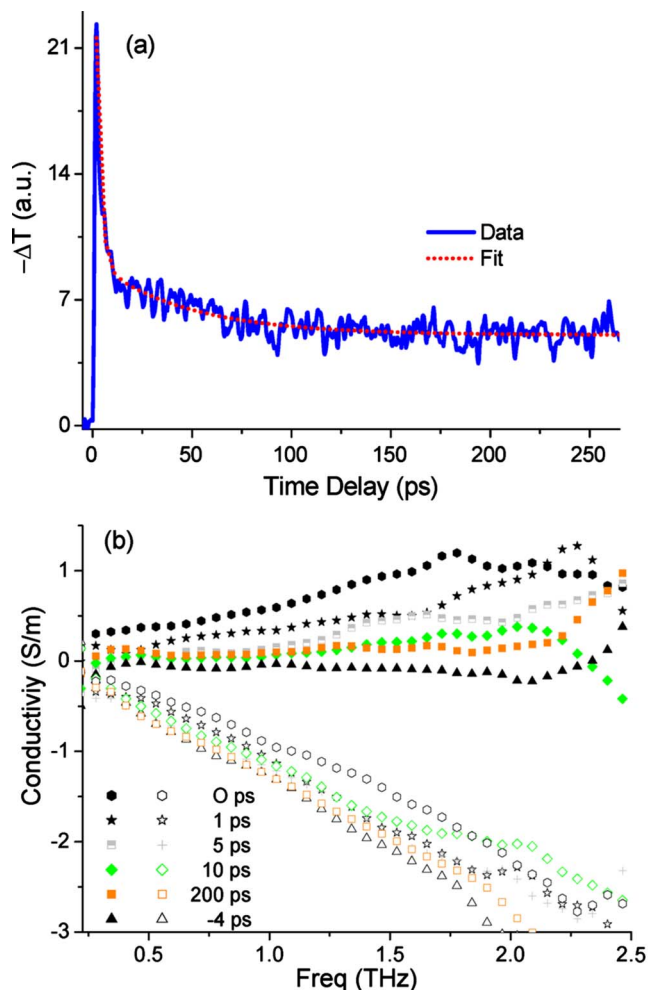 (a)
21
14
7
0
−ΔT (a.u.)
Data
Fit
0 50 100 150 200 250
Time Delay (ps)
(b)
1
0
-1
-2
-3
Conductiviy (S/m)
O ps
1 ps
5 ps
10 ps
200 ps
-4 ps
0.5 1.0 1.5 2.0 2.5
Freq (THz)